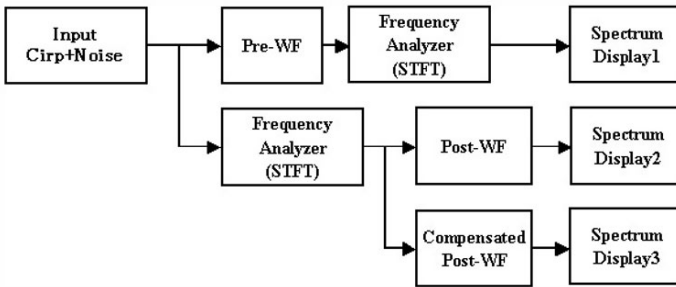 Input
Cirp+Noise
Pre-WF
Frequency
Analyzer
(STFT)
Spectrum
Display1
Frequency
Analyzer
(STFT)
Post-WF
Spectrum
Display2
Compensated
Post-WF
Spectrum
Display3